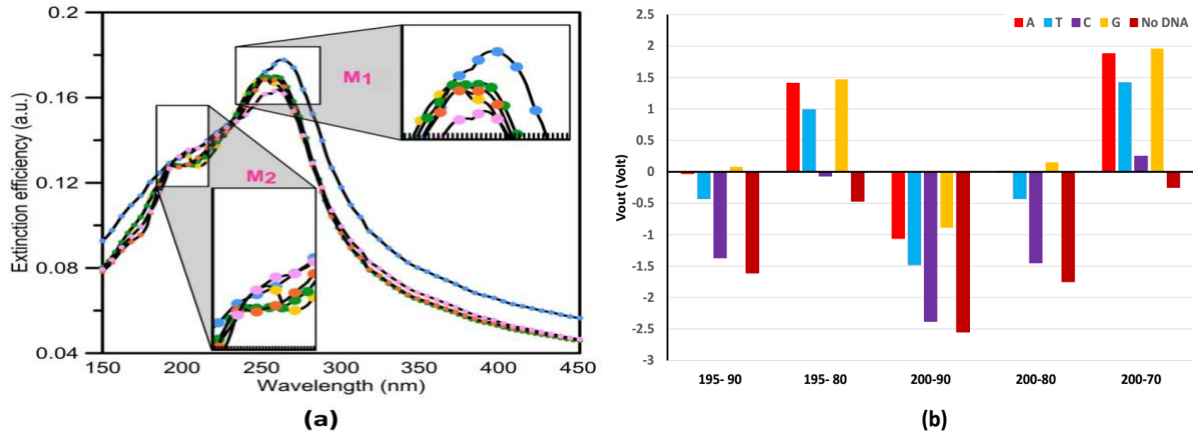 0.2
0.16
0.12
0.08
0.04
Extinction efficiency (a.u.)
M1
M2
150 200 250 300 350 400 450
Wavelength (nm)
(a)
A T C G No DNA
2.5
2
1.5
1
0.5
0
-0.5
-1
-1.5
-2
-2.5
-3
Vout (Volt)
195- 90 195- 80 200-90 200-80 200-70
(b)